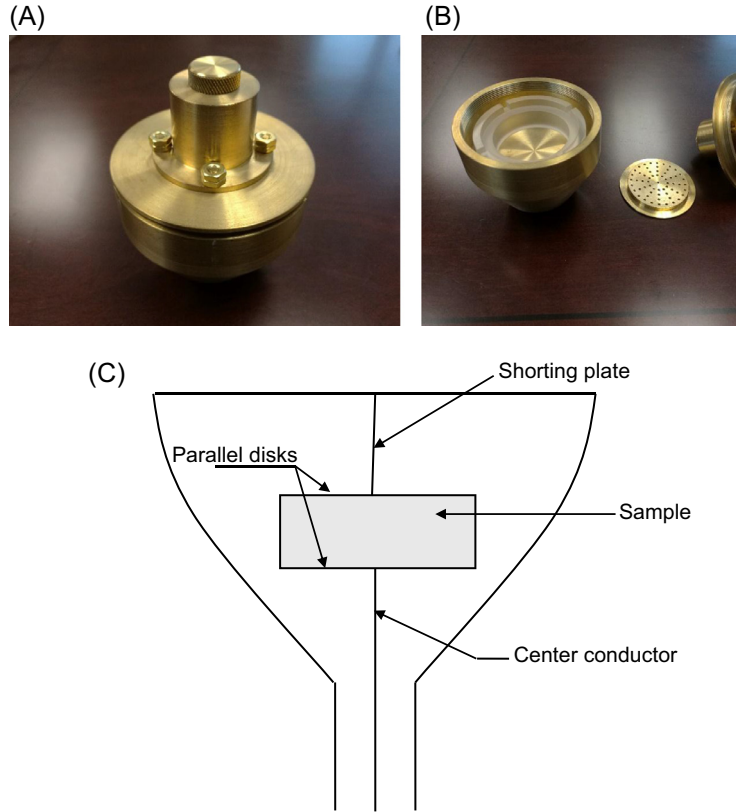 (A)
(B)
(C)
Shorting plate
Parallel disks
Sample
Center conductor